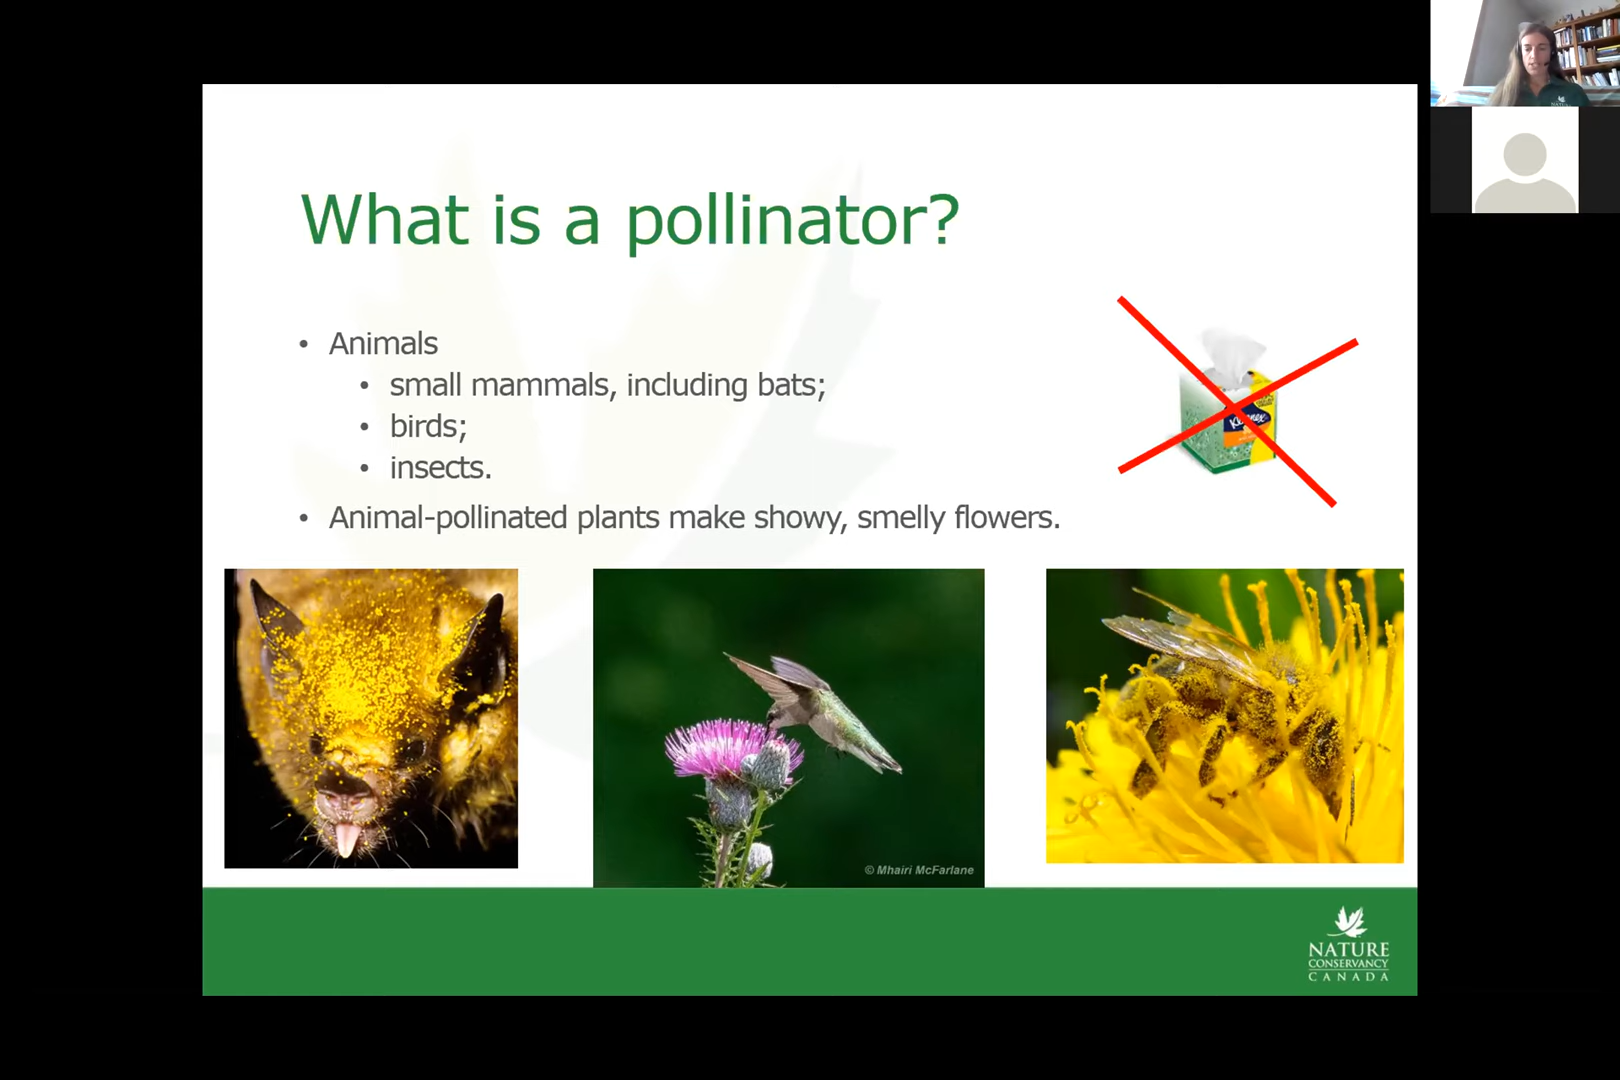 What is a pollinator?
• Animals
• small mammals, including bats;
• birds;
• insects.
• Animal-pollinated plants make showy, smelly flowers.
Kleenex
© Mhairi McFarlane
NATURE
CONSERVANCY
CANADA